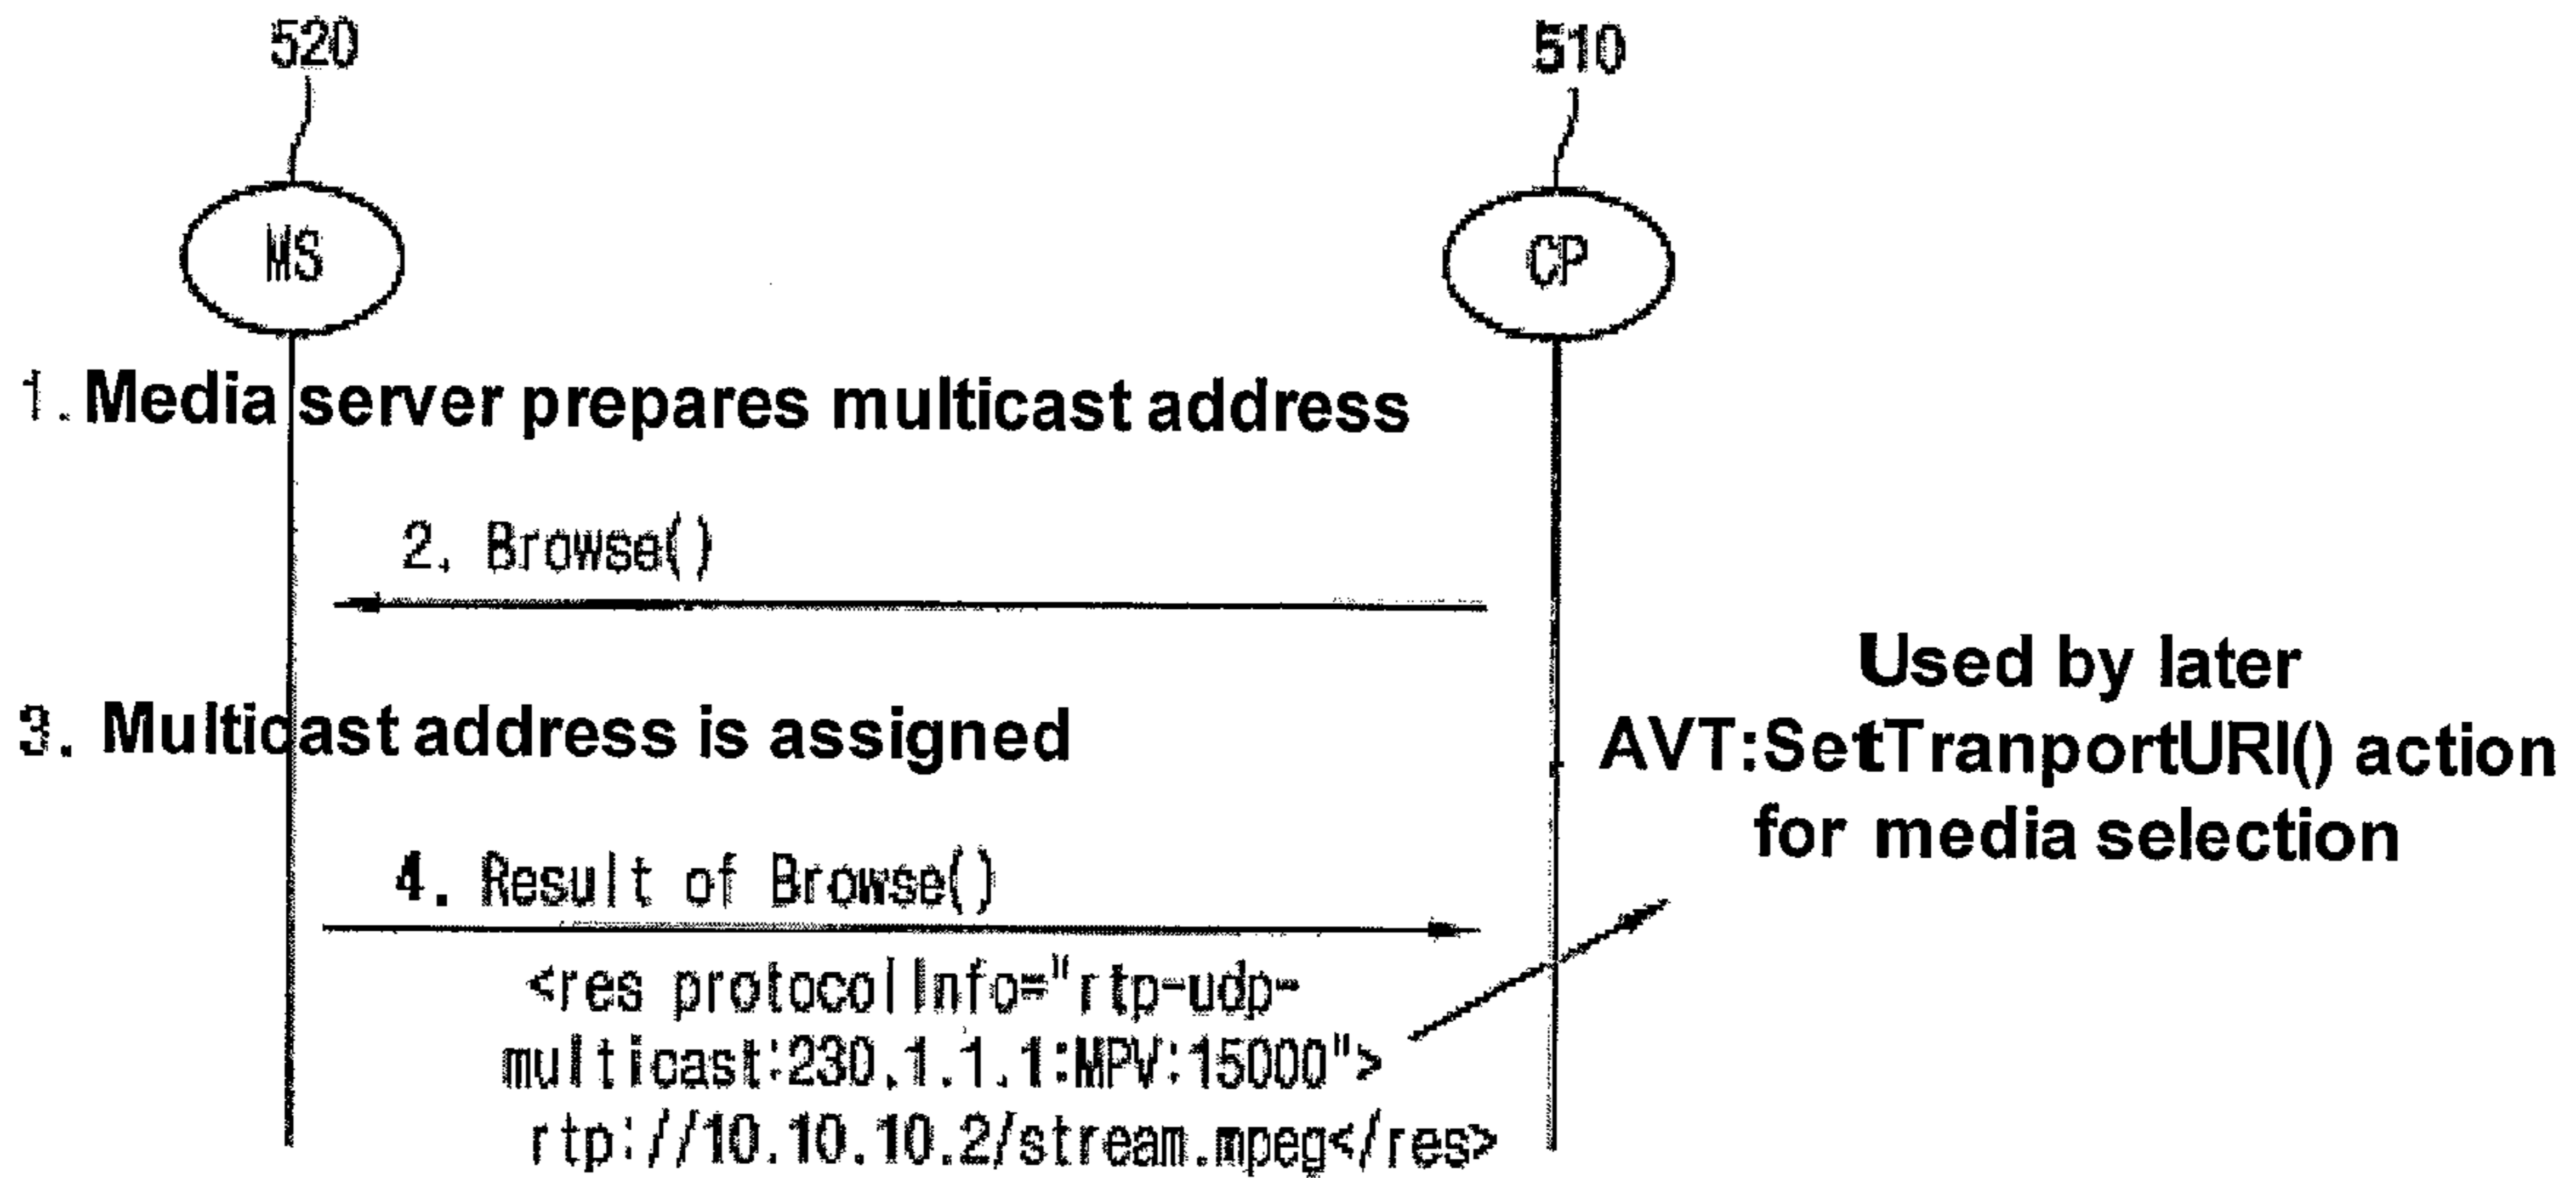 520
510
MS
CP
1. Media server prepares multicast address
2. Browse()
3. Multicast address is assigned
Used by later
AVT:SetTranportURI() action
for media selection
4. Result of Browse()
<res protocolInfo="rtp-udp-
multicast:230.1.1.1:MPV:15000">
rtp://10.10.10.2/stream.mpeg</res>